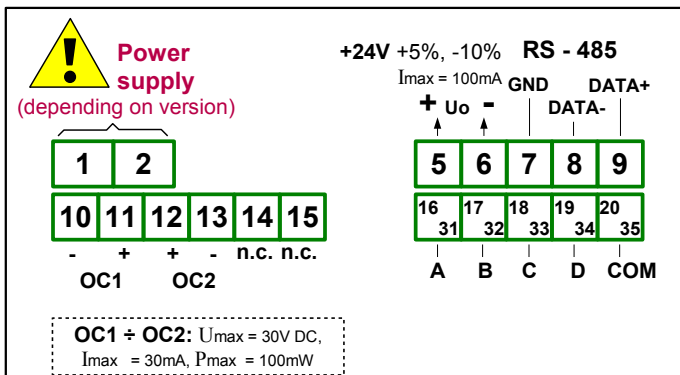 Power
supply
(depending on version)
+24V +5%, -10% RS - 485
Imax = 100mA GND DATA+
+ Uo - DATA-
1 2
5 6 7 8 9
10 11 12 13 14 15
16 31 17 32 18 33 19 34 20 35
- + + - n.c. n.c.
OC1 OC2
A B C D COM
OC1 ÷ OC2: Umax = 30V DC,
Imax = 30mA, Pmax = 100mW